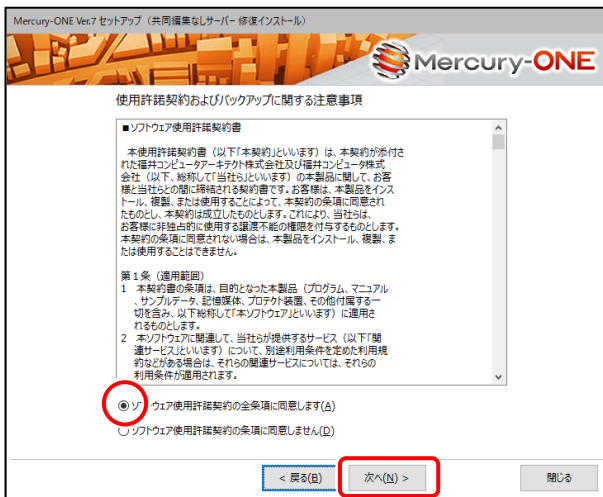 Mercury-ONE Ver.7 セットアップ（共同編集なしサーバー 修復インストール）
Mercury-ONE
使用許諾契約およびバックアップに関する注意事項
■ソフトウェア使用許諾契約書
本使用許諾契約書（以下「本契約」といいます）は、本契約が添付さ
れた福井コンピュータアーキテクト株式会社及び福井コンピュータ株式
会社（以下、総称して「当社ら」といいます）の本製品に関して、お客
様と当社らとの間に締結される契約書です。お客様は、本製品をインス
トール、複製、または使用することによって、本契約の条項に同意され
たものとし、本契約は成立したものとします。これにより、当社らは、
お客様に非独占的に使用する譲渡不能の権限を付与するものとします。
本契約の条項に同意されない場合は、本製品をインストール、複製、ま
たは使用することはできません。
第１条（適用範囲）
1 本契約書の条項は、目的となった本製品（プログラム、マニュアル
、サンプルデータ、記憶媒体、プロテクト装置、その他付属する一
切を含み、以下総称して「本ソフトウェア」といいます）に適用さ
れるものとします。
2 本ソフトウェアに関連して、当社らが提供するサービス（以下「関
連サービス」といいます）について、別途利用条件を定めた利用規
約などがある場合は、それらの関連サービスについては、それらの
利用条件が適用されます。
ソフトウェア使用許諾契約の全条項に同意します(A)
ソフトウェア使用許諾契約の条項に同意しません(D)
< 戻る(B) 次へ(N) > 閉じる